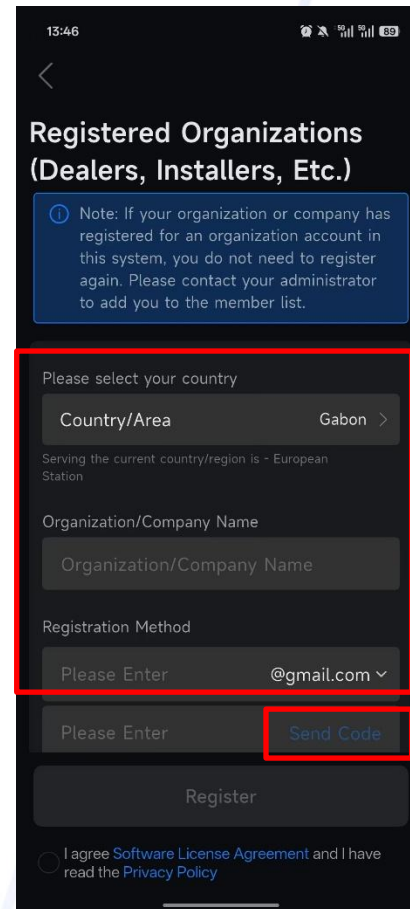 13:46
5G 5G 89
Registered Organizations
(Dealers, Installers, Etc.)
Note: If your organization or company has
registered for an organization account in
this system, you do not need to register
again. Please contact your administrator
to add you to the member list.
Please select your country
Country/Area Gabon >
Serving the current country/region is - European
Station
Organization/Company Name
Organization/Company Name
Registration Method
Please Enter @gmail.com
Please Enter Send Code
Register
I agree Software License Agreement and I have
read the Privacy Policy